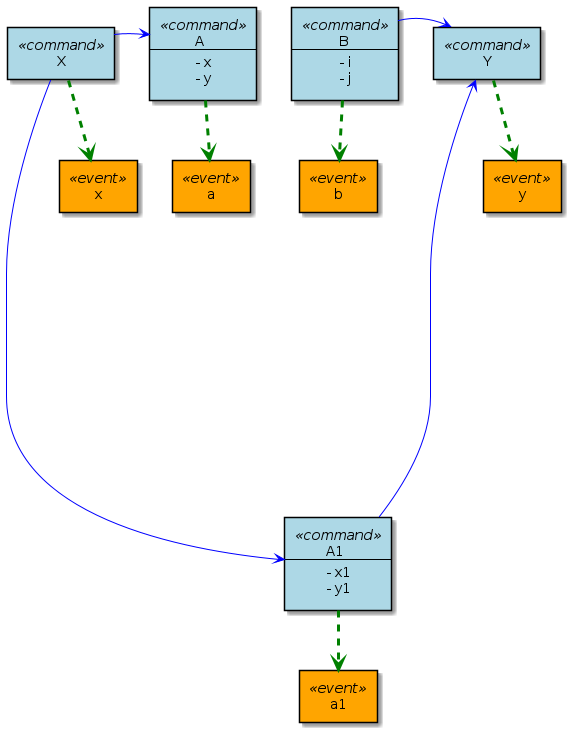 «command»
X
«command»
A
- x
- y
«command»
B
- i
- j
«command»
Y
«event»
x
«event»
a
«event»
b
«event»
y
«command»
A1
- x1
- y1
«event»
a1